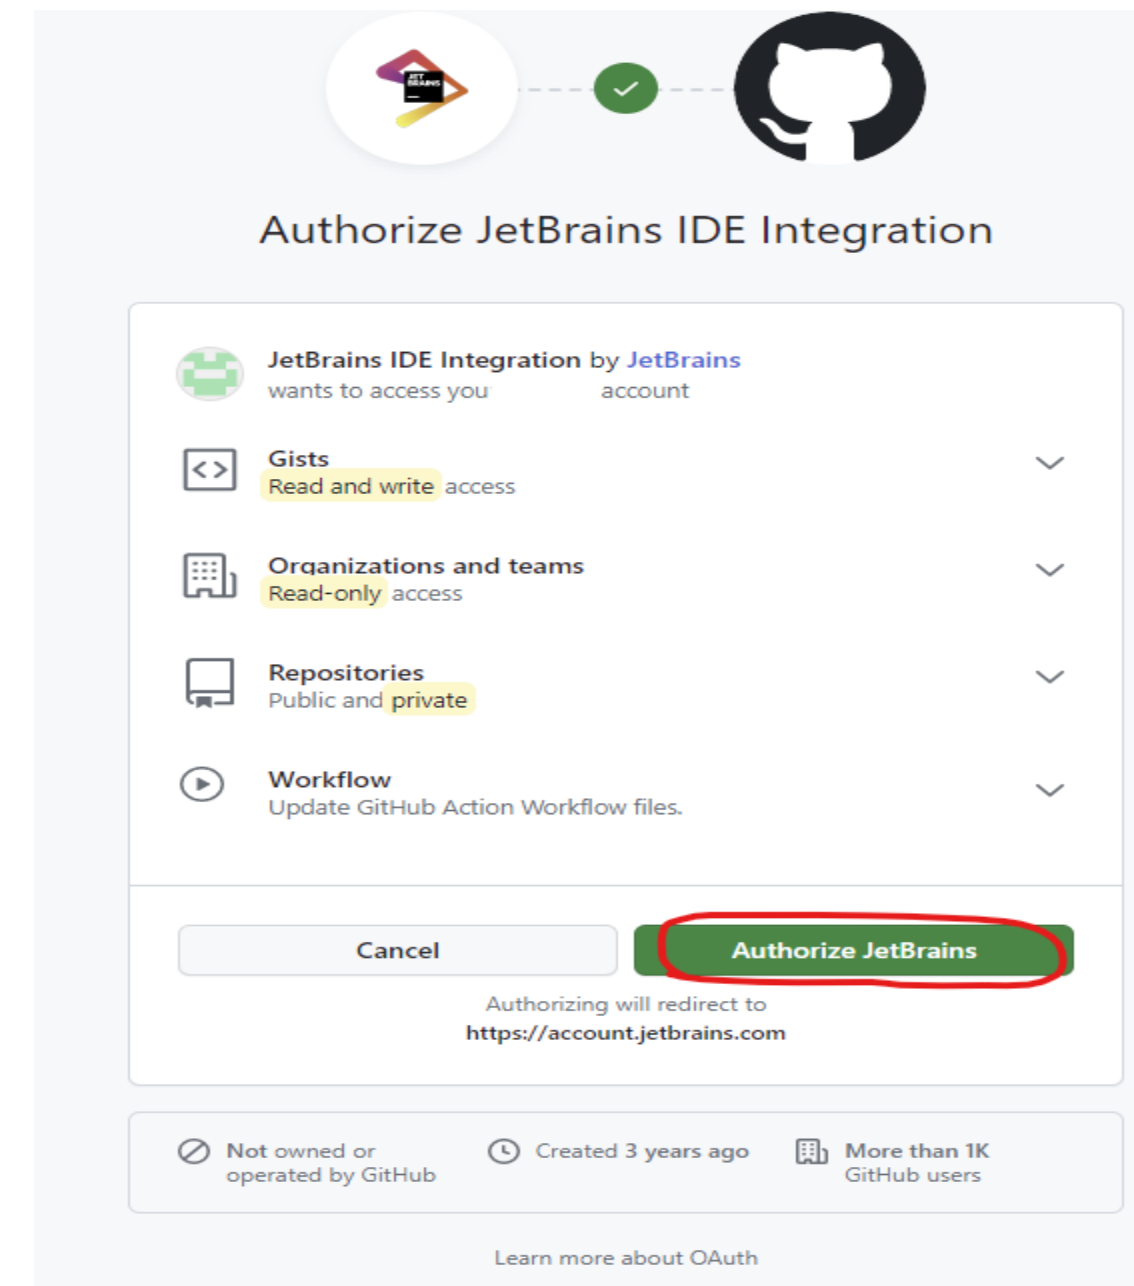 JET
BRAINS
Authorize JetBrains IDE Integration
JetBrains IDE Integration by JetBrains
wants to access you account
Gists
Read and write access
Organizations and teams
Read-only access
Repositories
Public and private
Workflow
Update GitHub Action Workflow files.
Cancel
Authorize JetBrains
Authorizing will redirect to
https://account.jetbrains.com
Not owned or
operated by GitHub
Created 3 years ago
More than 1K
GitHub users
Learn more about OAuth